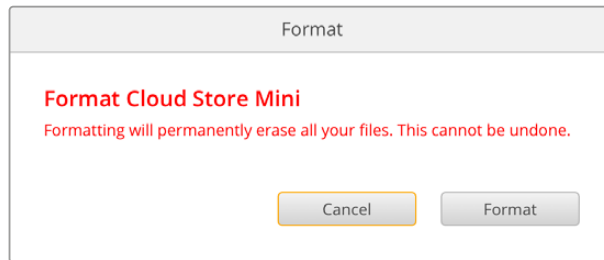 Format
Format Cloud Store Mini
Formatting will permanently erase all your files. This cannot be undone.
Cancel Format